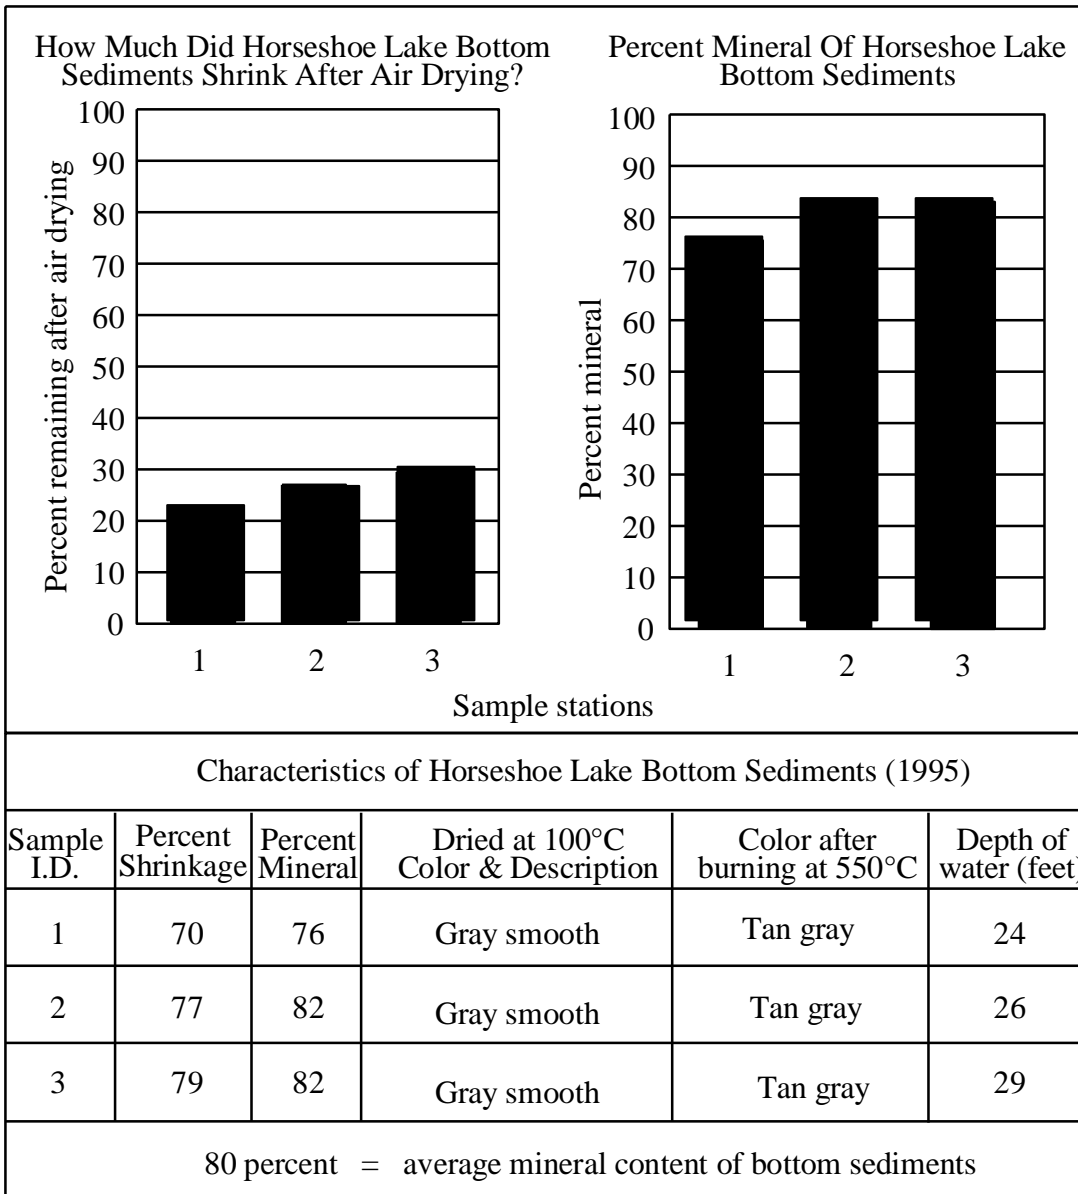 How Much Did Horseshoe Lake Bottom
Sediments Shrink After Air Drying?
Percent remaining after air drying
100
90
80
70
60
50
40
30
20
10
0
1 2 3
Percent Mineral Of Horseshoe Lake
Bottom Sediments
Percent mineral
100
90
80
70
60
50
40
30
20
10
0
1 2 3
Sample stations
Characteristics of Horseshoe Lake Bottom Sediments (1995)
Sample I.D. Percent Shrinkage Percent Mineral Dried at 100°C Color & Description Color after burning at 550°C Depth of water (feet)
1 70 76 Gray smooth Tan gray 24
2 77 82 Gray smooth Tan gray 26
3 79 82 Gray smooth Tan gray 29
80 percent = average mineral content of bottom sediments